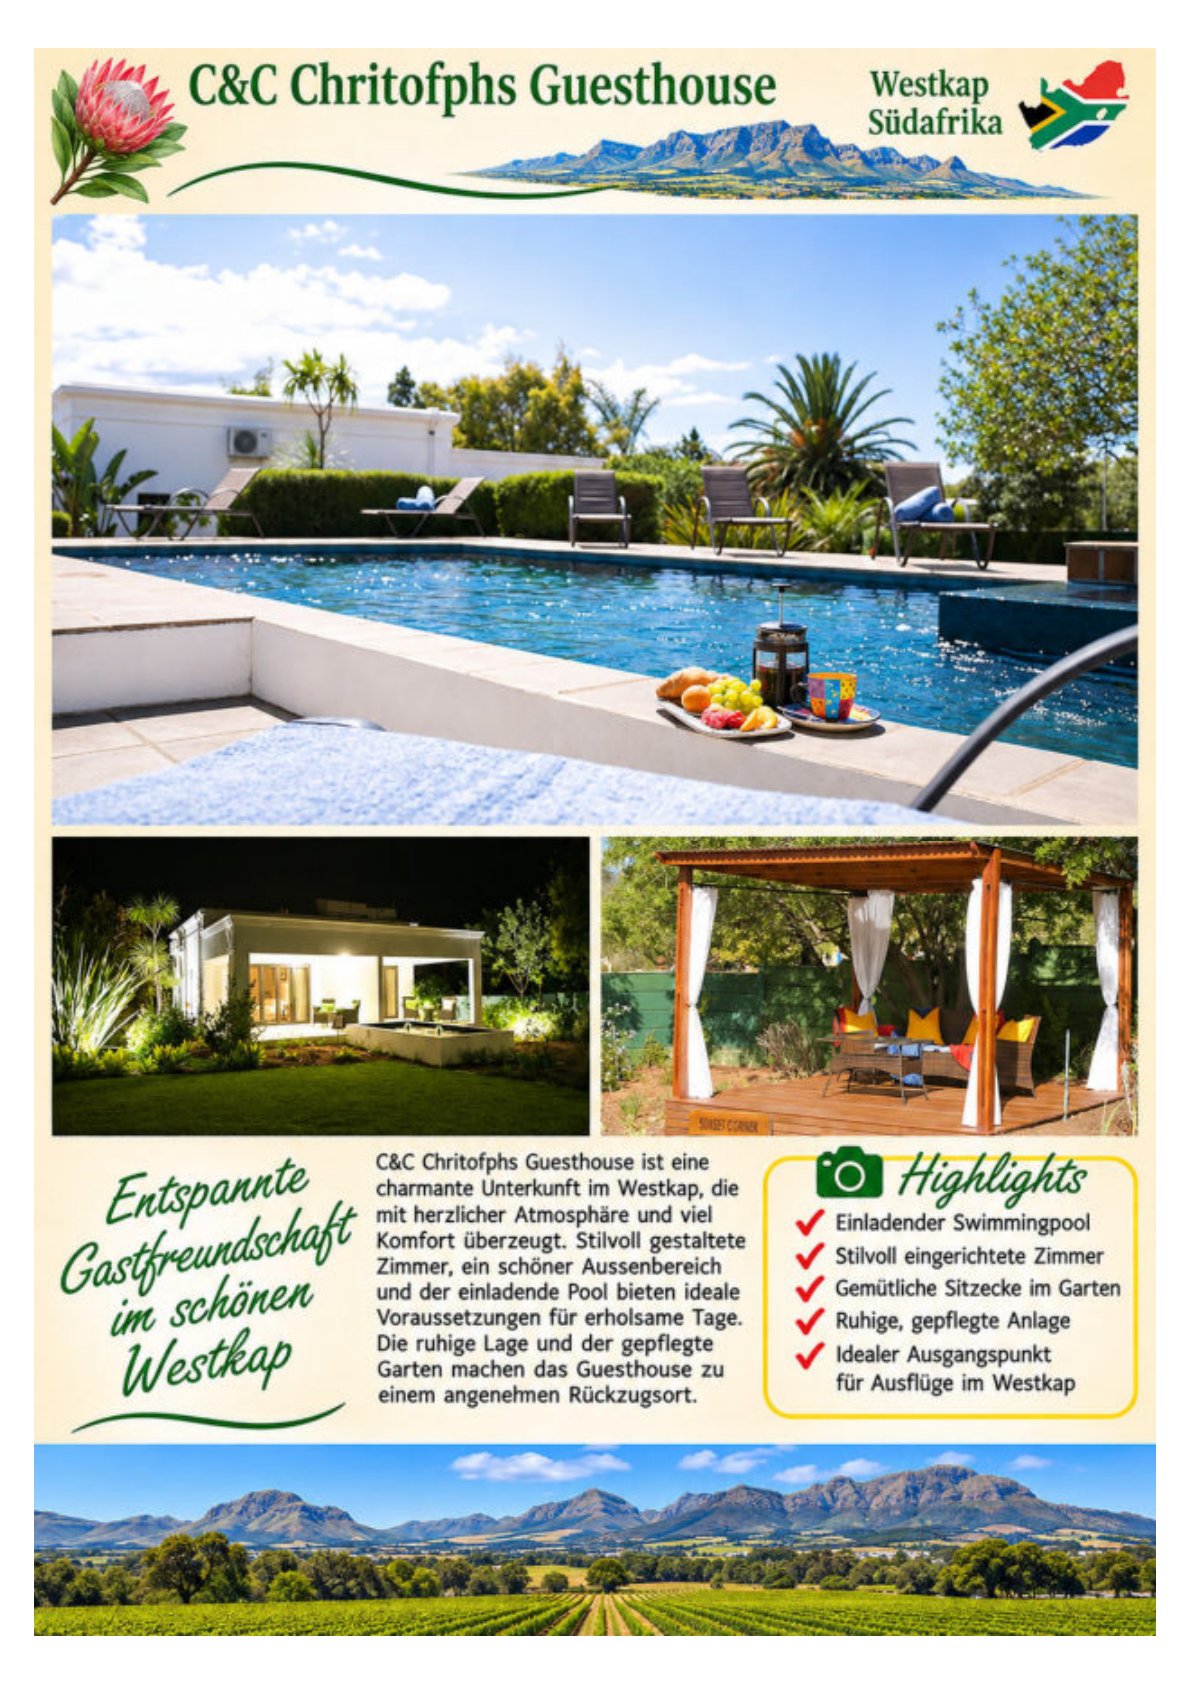 C&C Chritofphs Guesthouse
Westkap
Südafrika
SUNSET CORNER
Entspannte
Gastfreundschaft
im schönen
Westkap
C&C Chritofphs Guesthouse ist eine
charmante Unterkunft im Westkap, die
mit herzlicher Atmosphäre und viel
Komfort überzeugt. Stilvoll gestaltete
Zimmer, ein schöner Aussenbereich
und der einladende Pool bieten ideale
Voraussetzungen für erholsame Tage.
Die ruhige Lage und der gepflegte
Garten machen das Guesthouse zu
einem angenehmen Rückzugsort.
Highlights
Einladender Swimmingpool
Stilvoll eingerichtete Zimmer
Gemütliche Sitzecke im Garten
Ruhige, gepflegte Anlage
Idealer Ausgangspunkt
für Ausflüge im Westkap